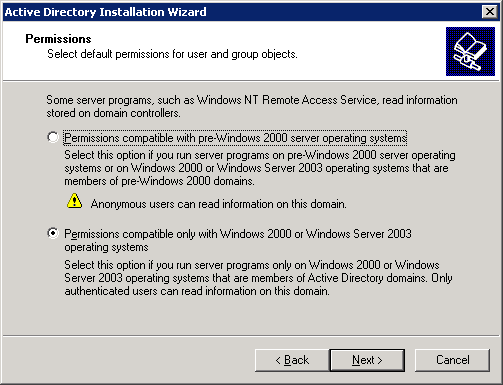 Active Directory Installation Wizard
Permissions
Select default permissions for user and group objects.
Some server programs, such as Windows NT Remote Access Service, read information
stored on domain controllers.
Permissions compatible with pre-Windows 2000 server operating systems
Select this option if you run server programs on pre-Windows 2000 server operating
systems or on Windows 2000 or Windows Server 2003 operating systems that are
members of pre-Windows 2000 domains.
Anonymous users can read information on this domain.
Permissions compatible only with Windows 2000 or Windows Server 2003
operating systems
Select this option if you run server programs only on Windows 2000 or Windows
Server 2003 operating systems that are members of Active Directory domains. Only
authenticated users can read information on this domain.
< Back Next > Cancel